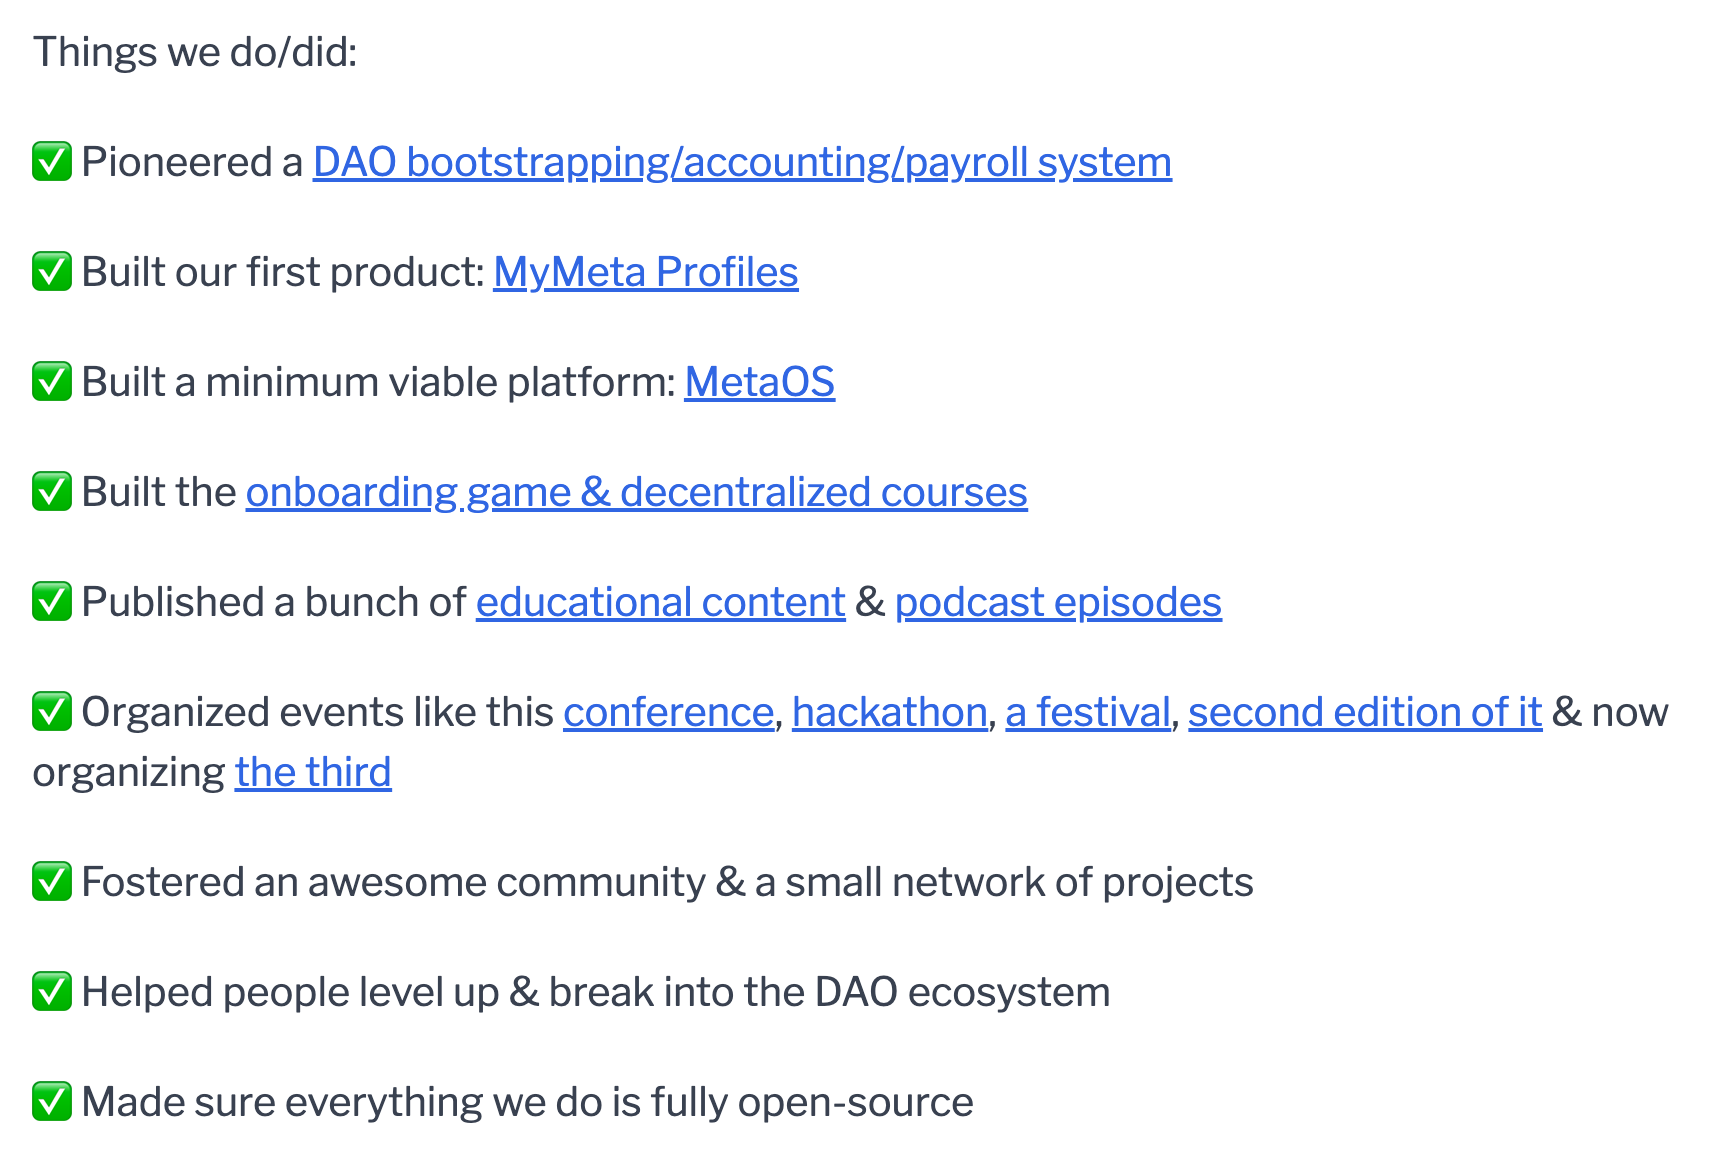 Things we do/did:
✅ Pioneered a DAO bootstrapping/accounting/payroll system
✅ Built our first product: MyMeta Profiles
✅ Built a minimum viable platform: MetaOS
✅ Built the onboarding game & decentralized courses
✅ Published a bunch of educational content & podcast episodes
✅ Organized events like this conference, hackathon, a festival, second edition of it & now
organizing the third
✅ Fostered an awesome community & a small network of projects
✅ Helped people level up & break into the DAO ecosystem
✅ Made sure everything we do is fully open-source